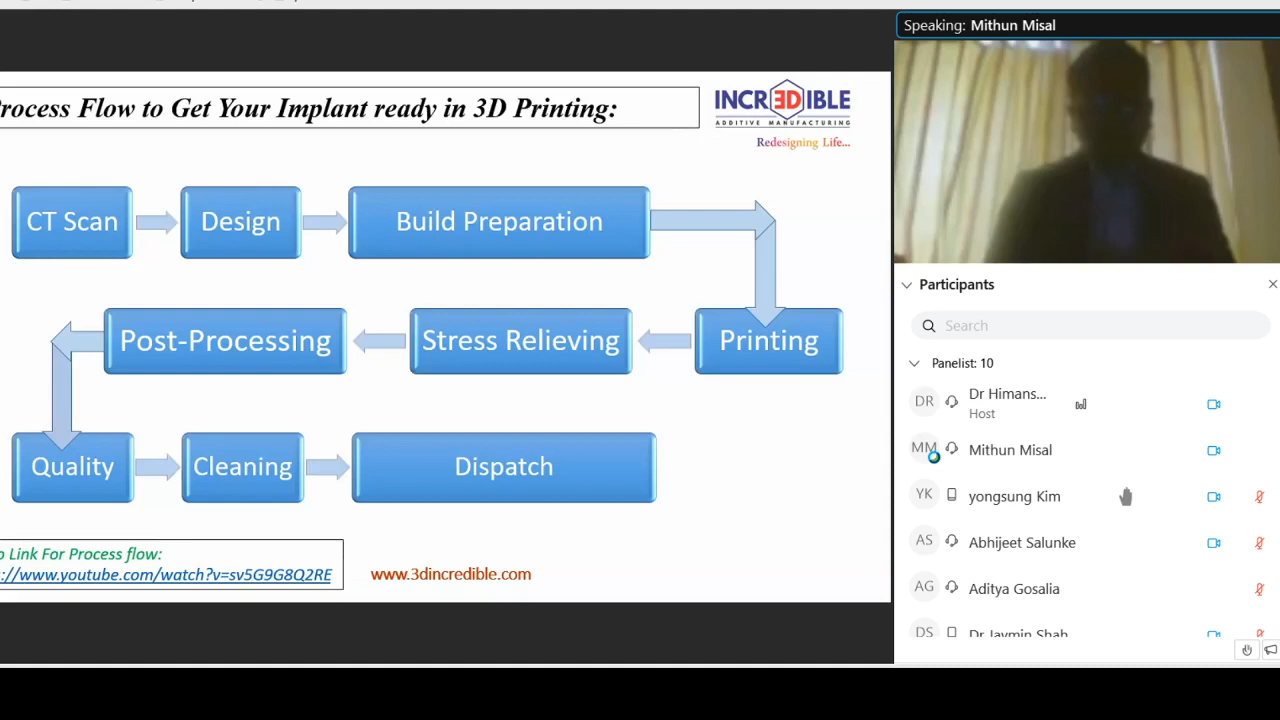 Speaking: Mithun Misal
rocess Flow to Get Your Implant ready in 3D Printing:
INCR3DIBLE
ADDITIVE MANUFACTURING
Redesigning Life...
CT Scan
Design
Build Preparation
Post-Processing
Stress Relieving
Printing
Quality
Cleaning
Dispatch
o Link For Process flow:
://www.youtube.com/watch?v=sv5G9G8Q2RE
www.3dincredible.com
Participants
Search
Panelist: 10
DR
Dr Himans...
Host
MM
Mithun Misal
YK
yongsung Kim
AS
Abhijeet Salunke
AG
Aditya Gosalia
DS
Dr Jaymin Shah